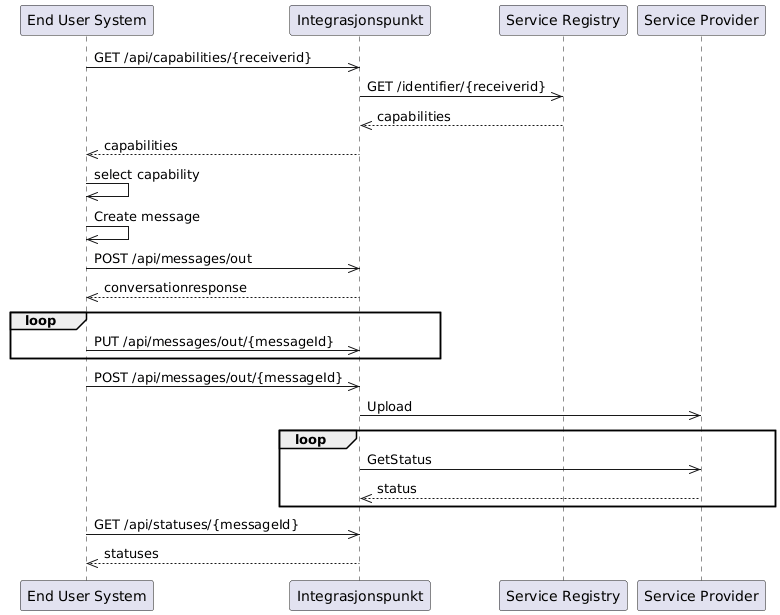 End User System Integrasjonspunkt Service Registry Service Provider
GET /api/capabilities/{receiverid}
GET /identifier/{receiverid}
capabilities
capabilities
select capability
Create message
POST /api/messages/out
conversationresponse
loop
PUT /api/messages/out/{messageId}
POST /api/messages/out/{messageId}
Upload
loop
GetStatus
status
GET /api/statuses/{messageId}
statuses
End User System Integrasjonspunkt Service Registry Service Provider